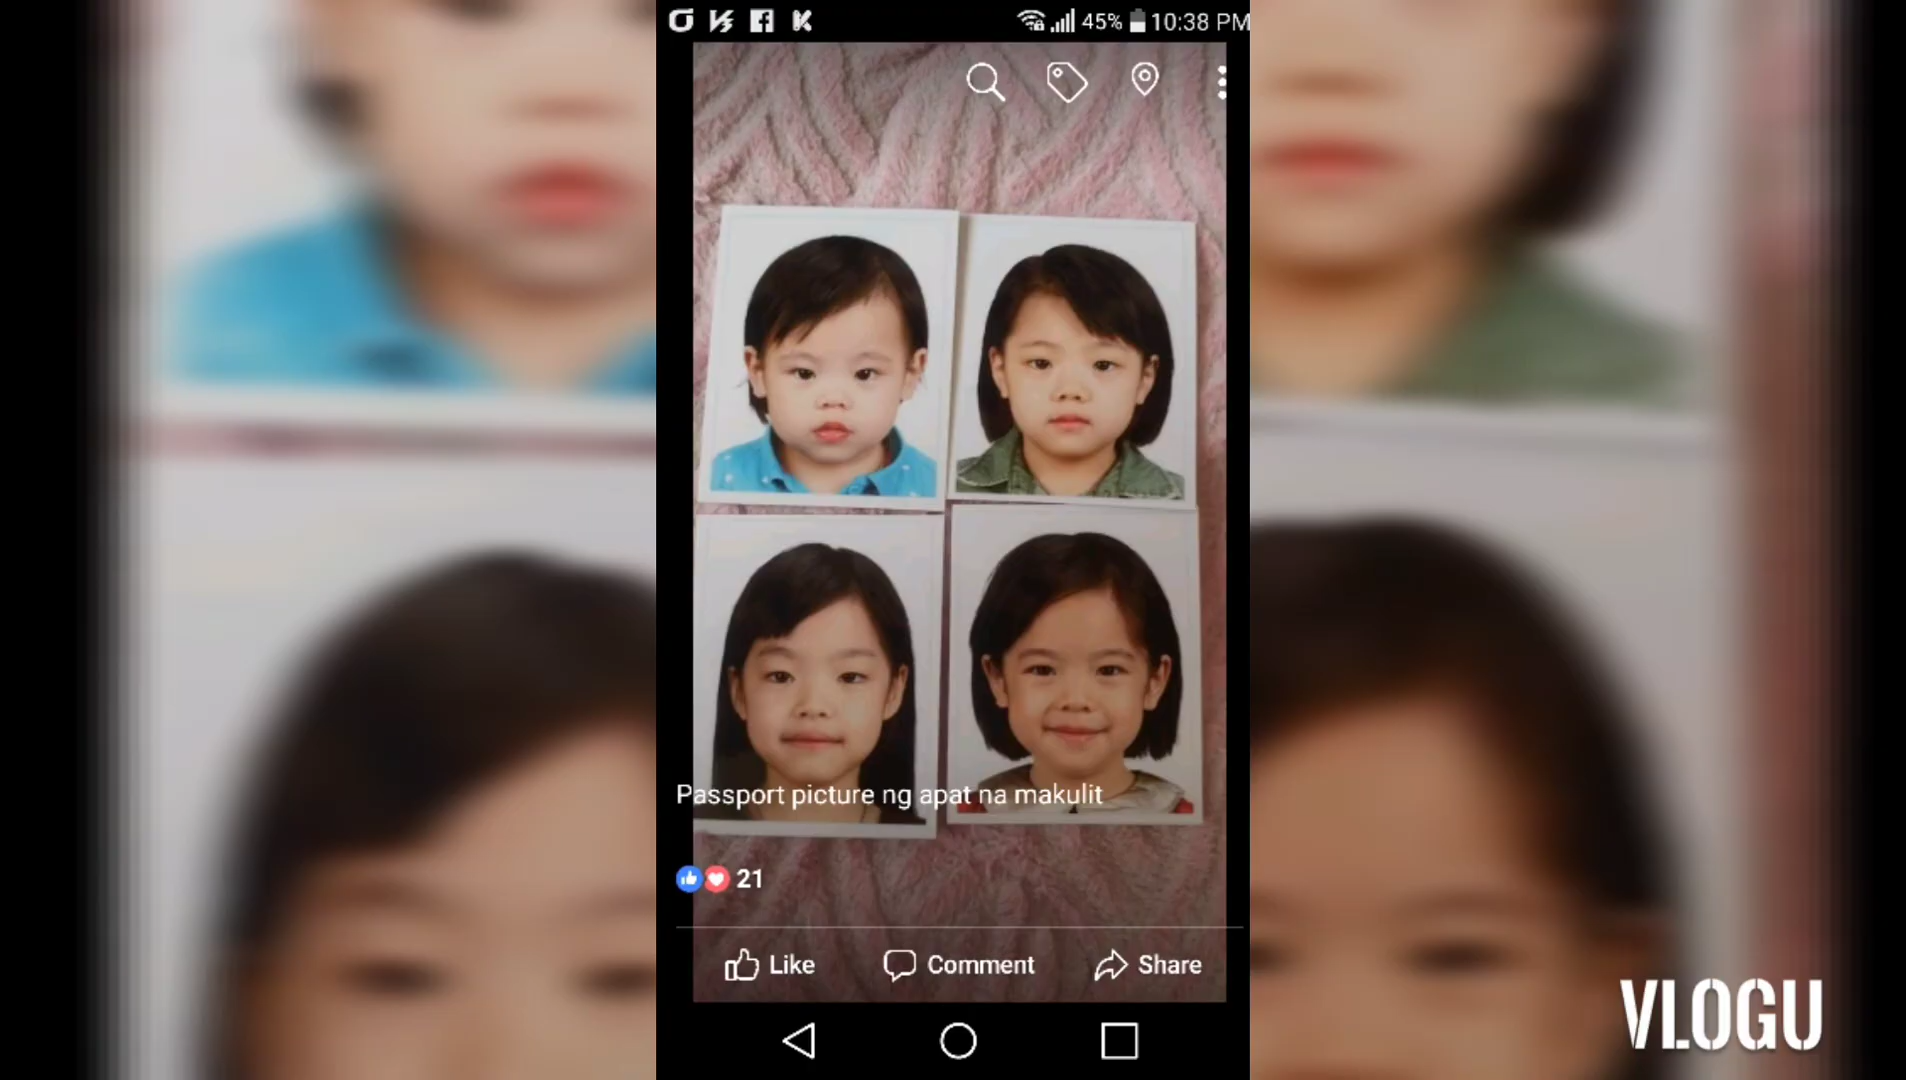 45% 10:38 PM
Passport picture ng apat na makulit
21
Like Comment Share
VLOGU